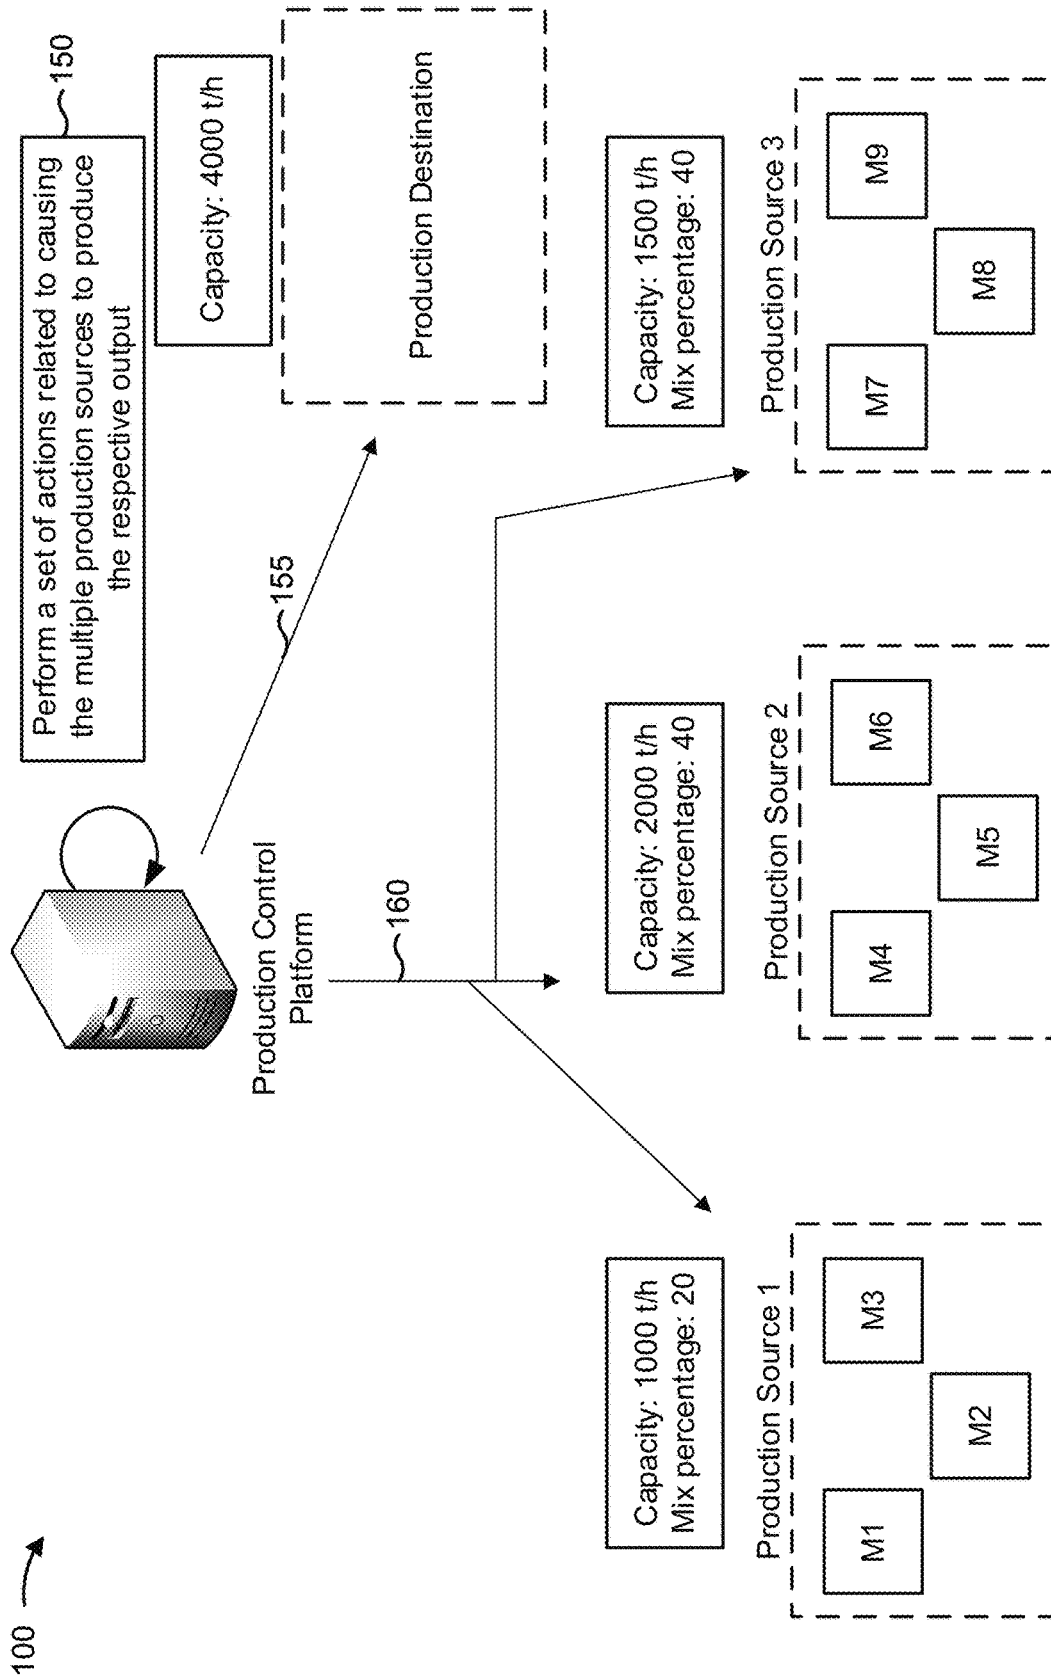 100
Perform a set of actions related to causing
the multiple production sources to produce
the respective output
150
Production Control
Platform
155
Capacity: 4000 t/h
Production Destination
160
Capacity: 1000 t/h
Mix percentage: 20
Production Source 1
M1
M2
M3
Capacity: 2000 t/h
Mix percentage: 40
Production Source 2
M4
M5
M6
Capacity: 1500 t/h
Mix percentage: 40
Production Source 3
M7
M8
M9